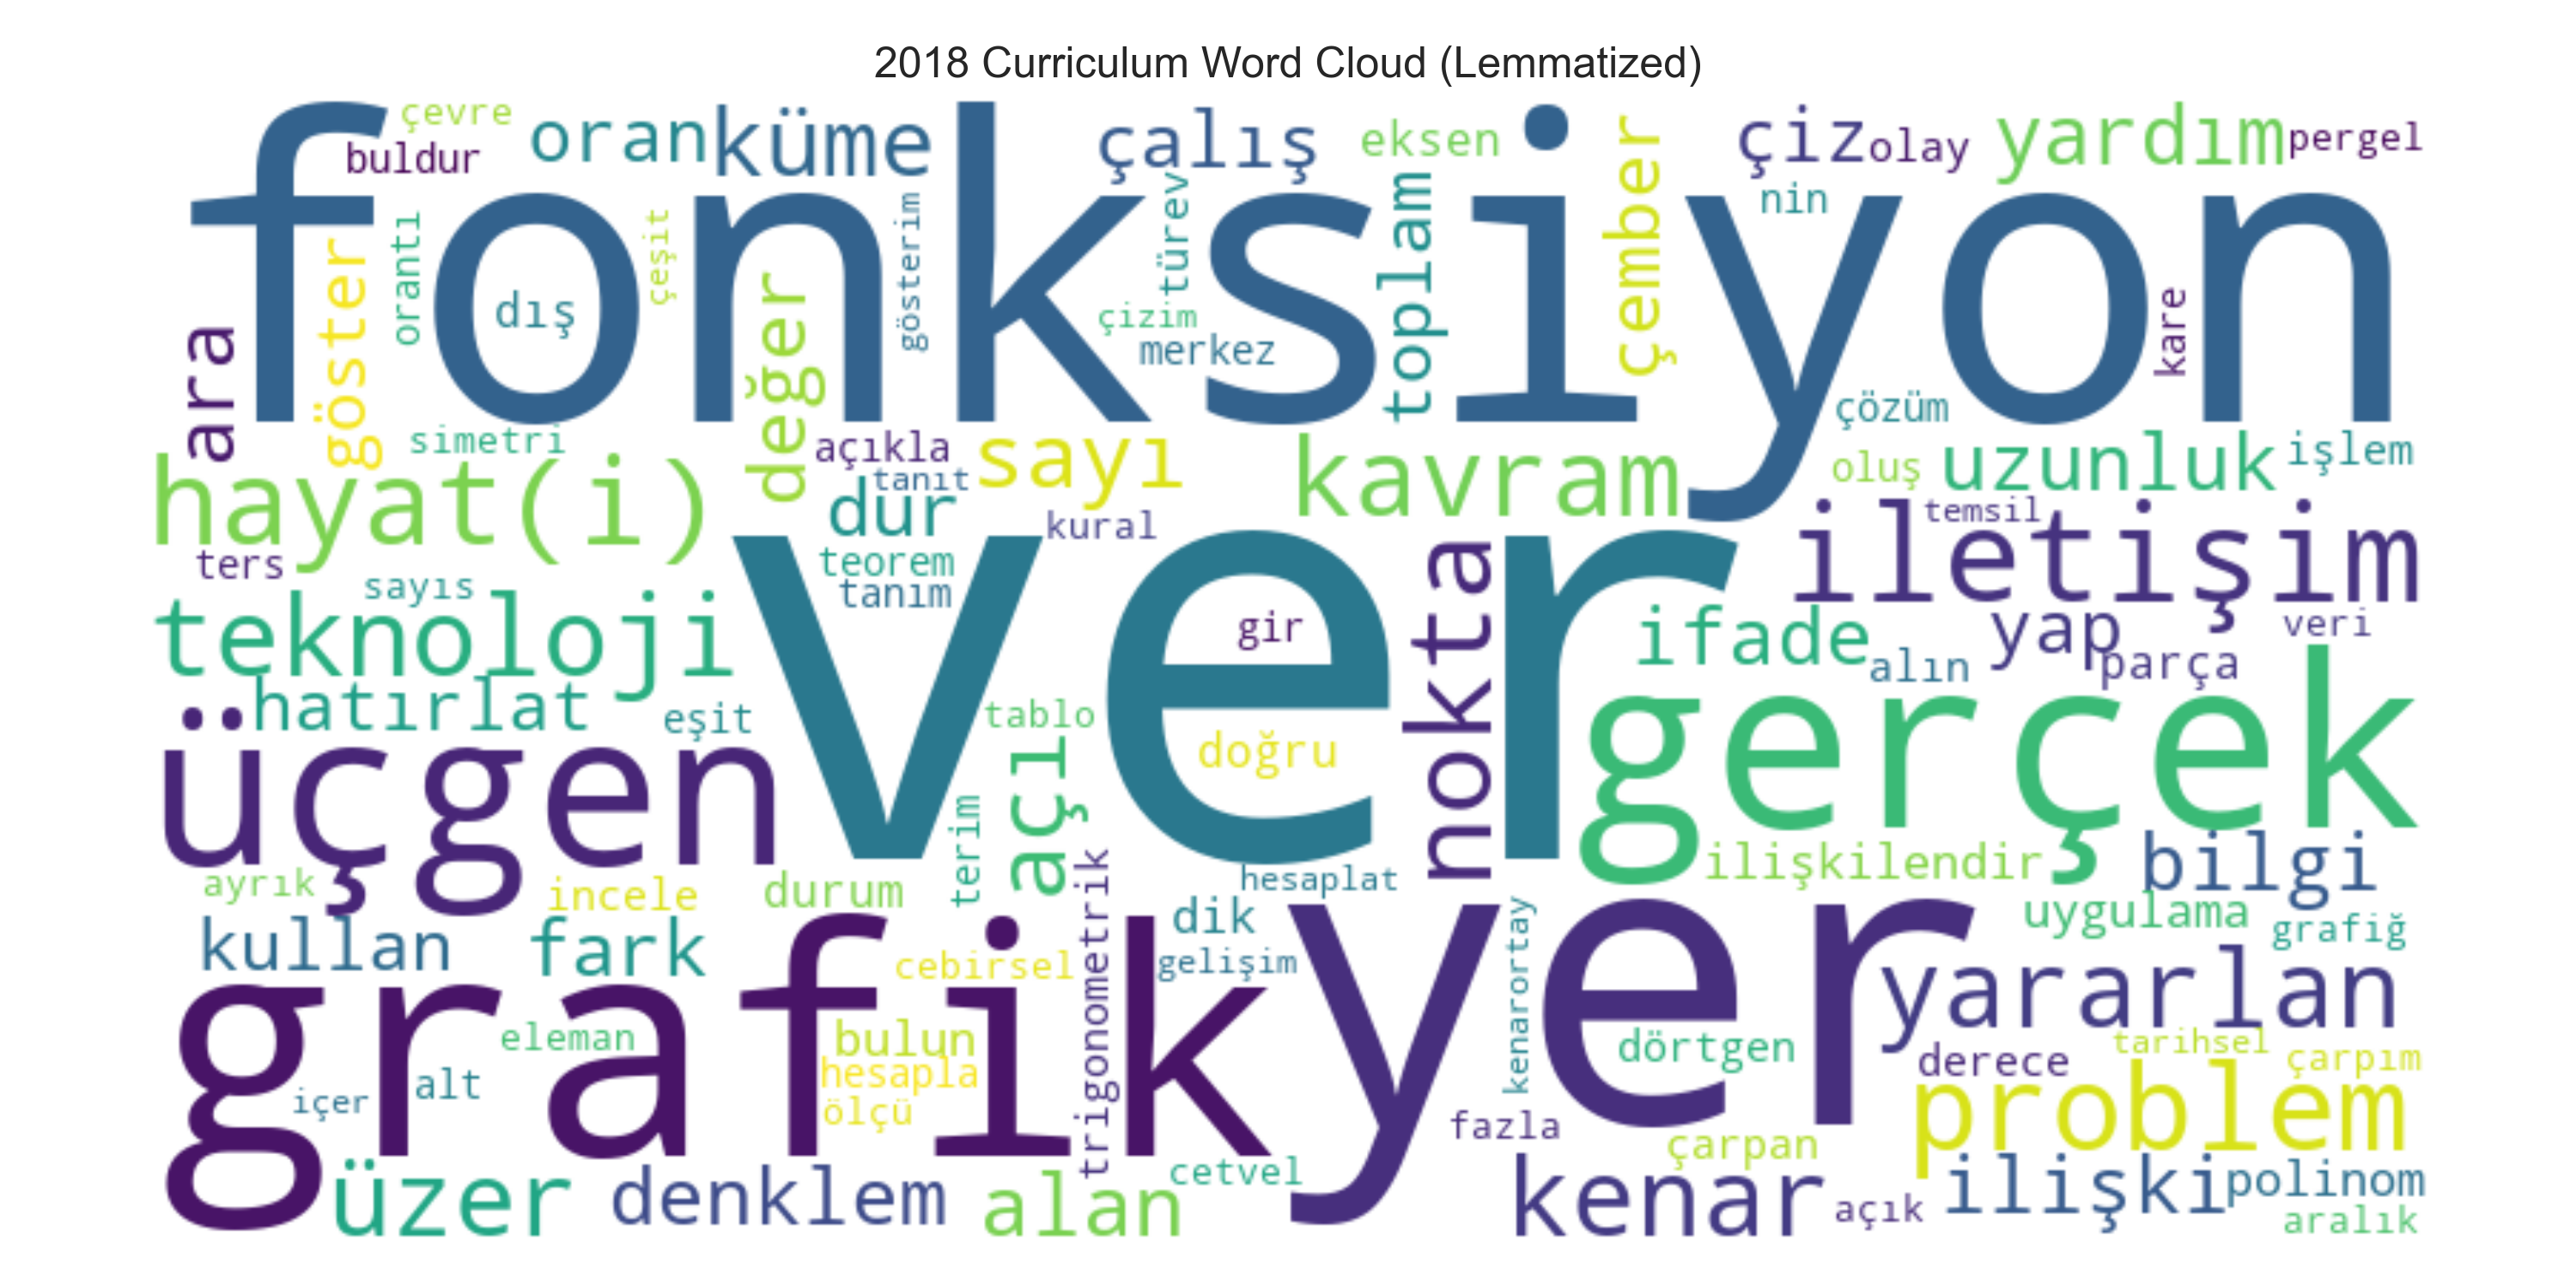 2018 Curriculum Word Cloud (Lemmatized)
çevre
buldur
oran
küme
çalış
eksen
çember
çiz
olay
yardım
pergel
fonksiyon
nin
göster
orantı
çeşit
dış
değer
gösterim
türev
çizim
merkez
toplam
kare
ara
simetri
açıkla
tanıt
sayı
kavram
çözüm
oluş
uzunluk
işlem
hayat(i)
dur
kural
temsil
iletişim
ters
sayıs
teorem
tanım
ver
gir
nokta
ifade
alın
yap
parça
veri
teknoloji
hatırlat
eşit
tablo
doğru
gerçek
üçgen
açı
terim
ilişkilendir
bilgi
ayrık
incele
durum
hesaplat
trigonometrik
dik
kenarortay
uygulama
grafiğ
kullan
fark
cebirsel
gelişim
yer
yararlan
grafik
eleman
bulun
hesapla
ölçü
içer
alt
dörtgen
derece
tarihsel
çarpım
problem
fazla
çarpan
üzer
denklem
alan
cetvel
kenar
açık
ilişki
polinom
aralık